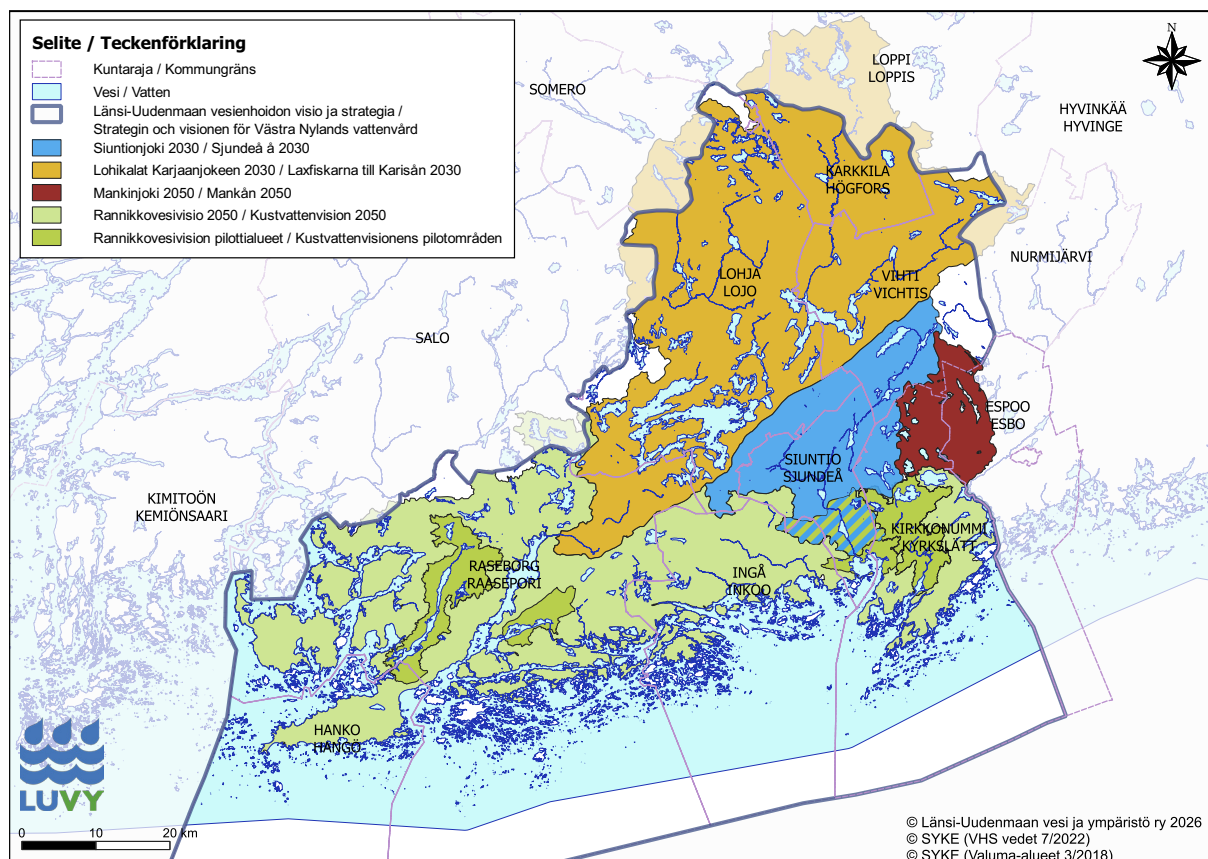 Selite / Teckenförklaring
Kuntaraja / Kommungräns
Vesi / Vatten
Länsi-Uudenmaan vesienhoidon visio ja strategia /
Strategin och visionen för Västra Nylands vattenvård
Siuntionjoki 2030 / Sjundeå å 2030
Lohikalat Karjaanjokeen 2030 / Laxfiskarna till Karisån 2030
Mankinjoki 2050 / Mankån 2050
Rannikkovesivisio 2050 / Kustvattenvision 2050
Rannikkovesivision pilottialueet / Kustvattenvisionens pilotområden
N
LOPPI
LOPPIS
SOMERO
HYVINKÄÄ
HYVINGE
KARKKILA
HÖGFORS
NURMIJÄRVI
LOHJA
LOJO
VIHTI
VICHTIS
SALO
ESPOO
ESBO
SIUNTIO
SJUNDEÅ
KIMITOÖN
KEMIÖNSAARI
KIRKKONUMMI
KYRKSLÄTT
RASEBORG
RAASEPORI
INGÅ
INKOO
HANKO
HANGÖ
LUVY
0 10 20 km
© Länsi-Uudenmaan vesi ja ympäristö ry 2026
© SYKE (VHS vedet 7/2022)
© SYKE (Valuma-alueet 3/2018)